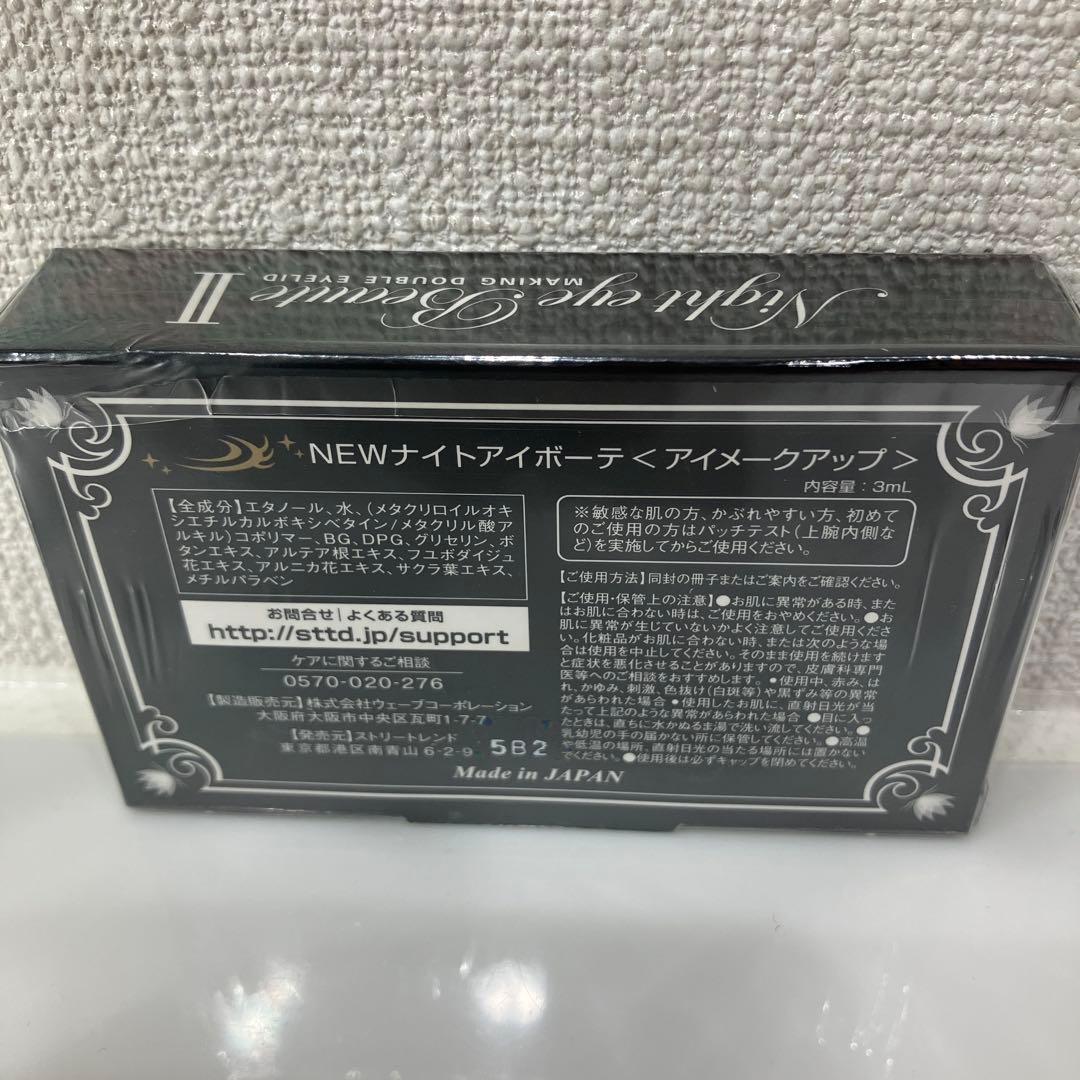 Night eye Beaute II
MAKING DOUBLE EYELID
NEWナイトアイボーテ＜アイメークアップ＞
内容量：3mL
【全成分】エタノール、水、(メタクリロイルオキ
シエチルカルボキシベタイン/メタクリル酸ア
ルキル)コポリマー、BG、DPG、グリセリン、ボ
タンエキス、アルテア根エキス、フユボダイジュ
花エキス、アルニカ花エキス、サクラ葉エキス、
メチルパラベン
お問合せ|よくある質問
http://sttd.jp/support
ケアに関するご相談
0570-020-276
【製造販売元】株式会社ウェーブコーポレーション
大阪府大阪市中央区瓦町1-7-7
【発売元】ストリートレンド
東京都港区南青山6-2-9
5B2
※敏感な肌の方、かぶれやすい方、初めて
のご使用の方はパッチテスト(上腕内側な
ど)を実施してからご使用ください。
【ご使用方法】同封の冊子またはご案内をご確認ください。
【ご使用・保管上の注意】●お肌に異常がある時、また
はお肌に合わない時は、ご使用をおやめください。●お
肌に異常が生じていないかよく注意してご使用くださ
い。化粧品がお肌に合わない時、または次のような場
合は使用を中止してください。そのまま使用を続けます
と症状を悪化させることがありますので、皮膚科専門
医等へのご相談をおすすめします。●使用中、赤み、は
れ、かゆみ、刺激、色抜け(白斑等)や黒ずみ等の異常
があらわれた場合●使用したお肌に、直射日光が当
たって上記のような異常があらわれた場合●目に入っ
たときは、直ちに水かぬるま湯で洗い流してください。●
乳幼児の手の届かない所に保管してください。●高温
や低温の場所、直射日光の当たる場所には置かない
でください。●使用後は必ずキャップを閉めてください。
Made in JAPAN